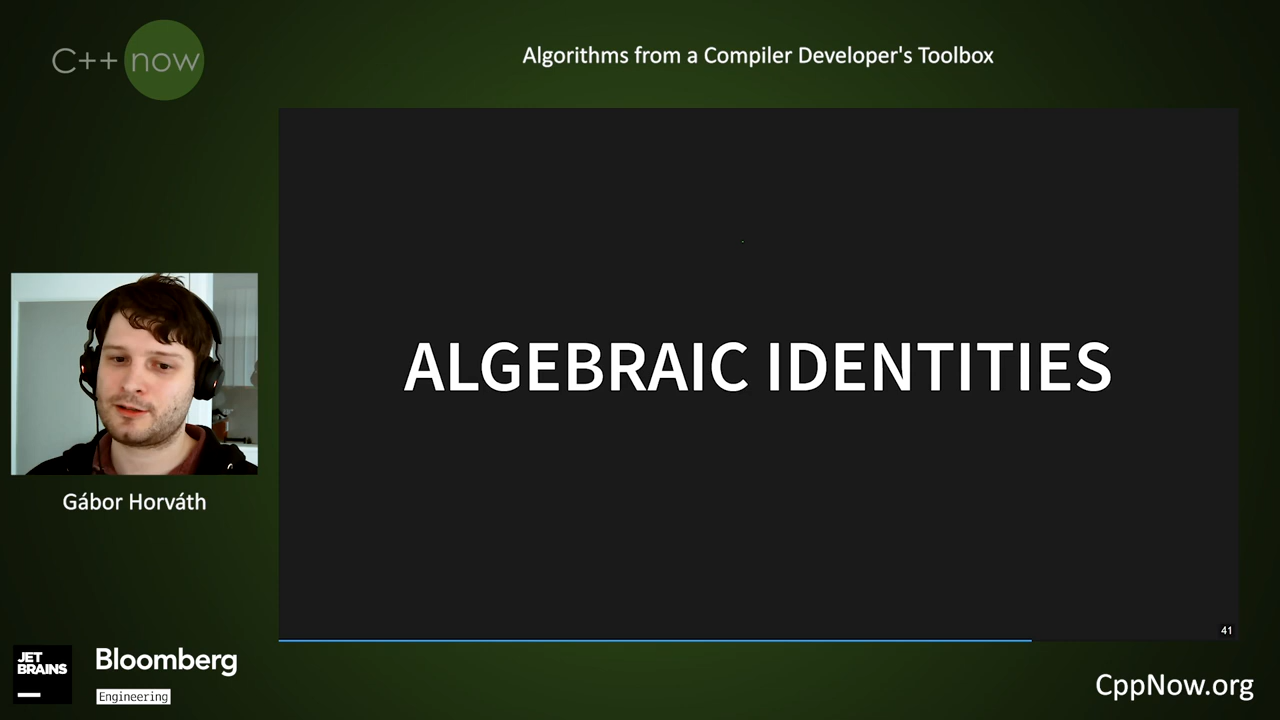 C++ now
Algorithms from a Compiler Developer's Toolbox
ALGEBRAIC IDENTITIES
Gábor Horváth
41
JET
BRAINS
Bloomberg
Engineering
CppNow.org